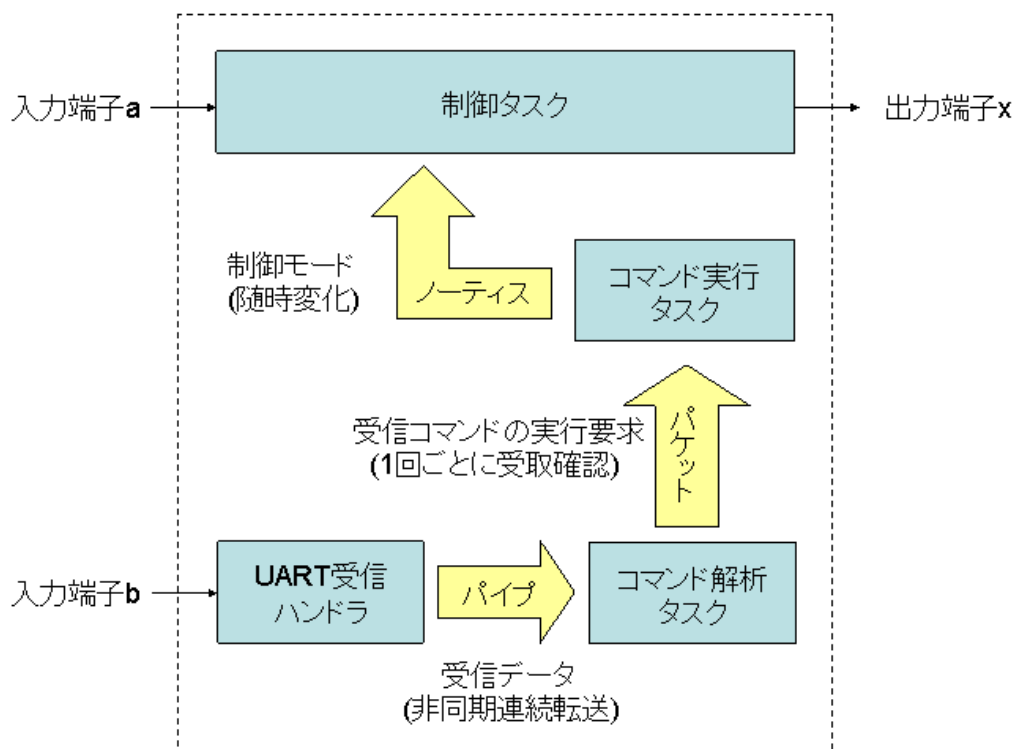 入力端子a
制御タスク
出力端子x
制御モード
(随時変化)
ノーティス
コマンド実行
タスク
受信コマンドの実行要求
(1回ごとに受取確認)
パケット
入力端子b
UART受信
ハンドラ
パイプ
コマンド解析
タスク
受信データ
(非同期連続転送)